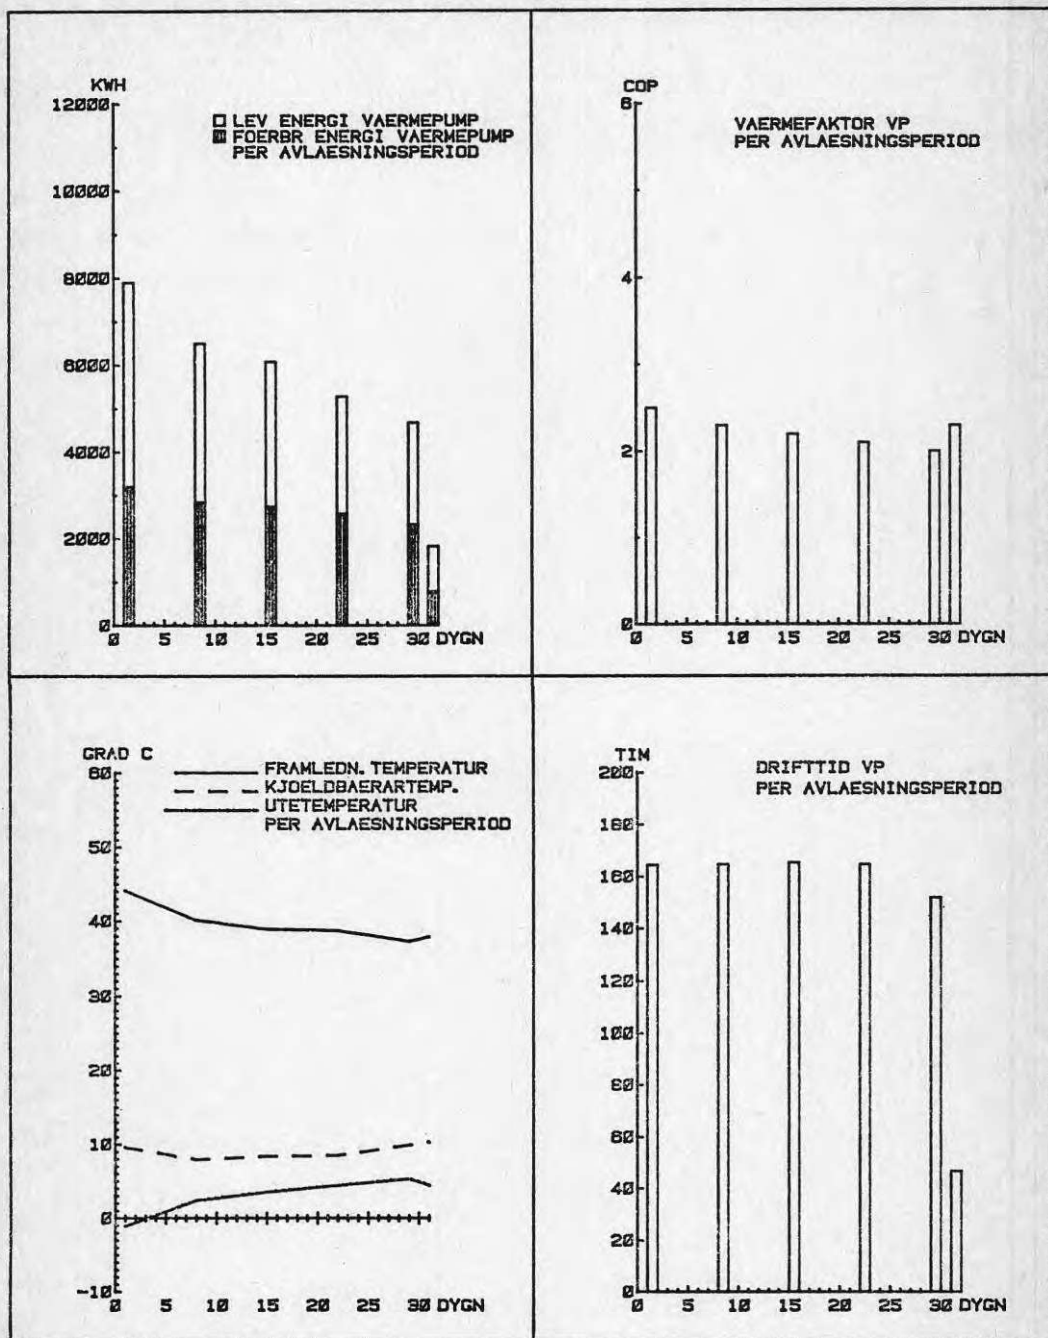 KWH
12000
10000
8000
6000
4000
2000
0
LEV ENERGI VAERMEPUMP
FOERBR ENERGI VAERMEPUMP
PER AVLAESNINGSPERIOD
0 5 10 15 20 25 30 DYGN
COP
6
4
2
0
VAERMEFAKTOR VP
PER AVLAESNINGSPERIOD
0 5 10 15 20 25 30 DYGN
GRAD C
60
50
40
30
20
10
0
-10
FRAMLEDN. TEMPERATUR
KJOELDBAERARTEMP.
UTETEMPERATUR
PER AVLAESNINGSPERIOD
0 5 10 15 20 25 30 DYGN
TIM
200
180
160
140
120
100
80
60
40
20
0
DRIFTTID VP
PER AVLAESNINGSPERIOD
0 5 10 15 20 25 30 DYGN